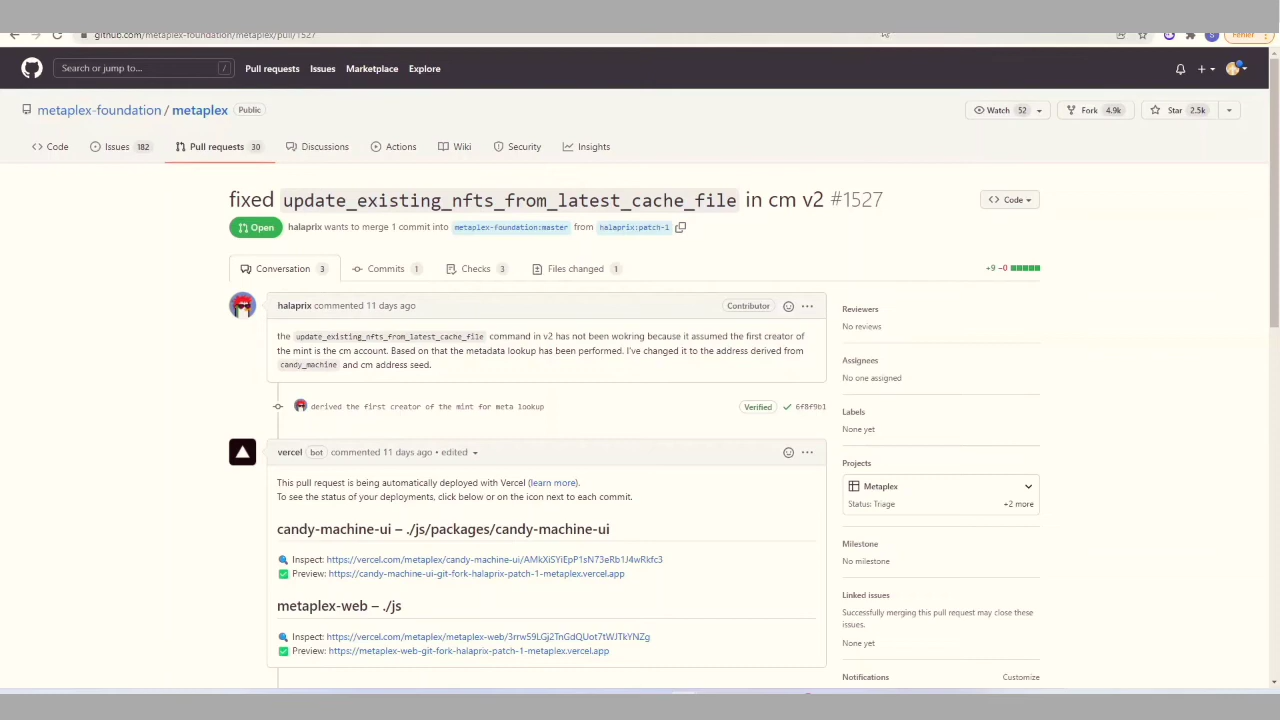 github.com/metaplex-foundation/metaplex/pull/1527
Search or jump to... /
Pull requests Issues Marketplace Explore
metaplex-foundation / metaplex Public
Watch 52 Fork 4.9k Star 2.5k
Code Issues 182 Pull requests 30 Discussions Actions Wiki Security Insights
fixed update_existing_nfts_from_latest_cache_file in cm v2 #1527
Code
Open halaprix wants to merge 1 commit into metaplex-foundation:master from halaprix:patch-1
Conversation 3 Commits 1 Checks 3 Files changed 1
+9 −0
halaprix commented 11 days ago Contributor
the update_existing_nfts_from_latest_cache_file command in v2 has not been wokring because it assumed the first creator of
the mint is the cm account. Based on that the metadata lookup has been performed. I've changed it to the address derived from
candy_machine and cm address seed.
derived the first creator of the mint for meta lookup Verified 6f8f9b1
vercel bot commented 11 days ago • edited
This pull request is being automatically deployed with Vercel (learn more).
To see the status of your deployments, click below or on the icon next to each commit.
candy-machine-ui – ./js/packages/candy-machine-ui
Inspect: https://vercel.com/metaplex/candy-machine-ui/AMkXiSYiEpP1sN73eRb1J4wRkfc3
Preview: https://candy-machine-ui-git-fork-halaprix-patch-1-metaplex.vercel.app
metaplex-web – ./js
Inspect: https://vercel.com/metaplex/metaplex-web/3rrw59LGj2TnGdQUot7tWJTkYNZg
Preview: https://metaplex-web-git-fork-halaprix-patch-1-metaplex.vercel.app
Reviewers
No reviews
Assignees
No one assigned
Labels
None yet
Projects
Metaplex
Status: Triage +2 more
Milestone
No milestone
Linked issues
Successfully merging this pull request may close these
issues.
None yet
Notifications Customize